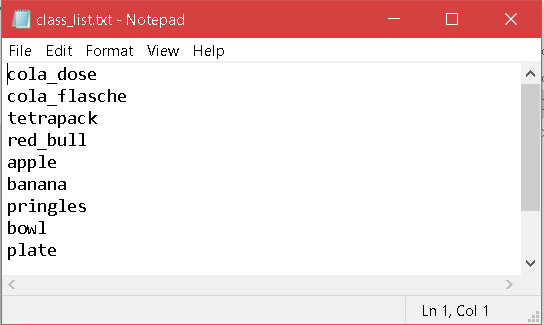 class_list.txt - Notepad
File Edit Format View Help
cola_dose
cola_flasche
tetrapack
red_bull
apple
banana
pringles
bowl
plate
Ln 1, Col 1